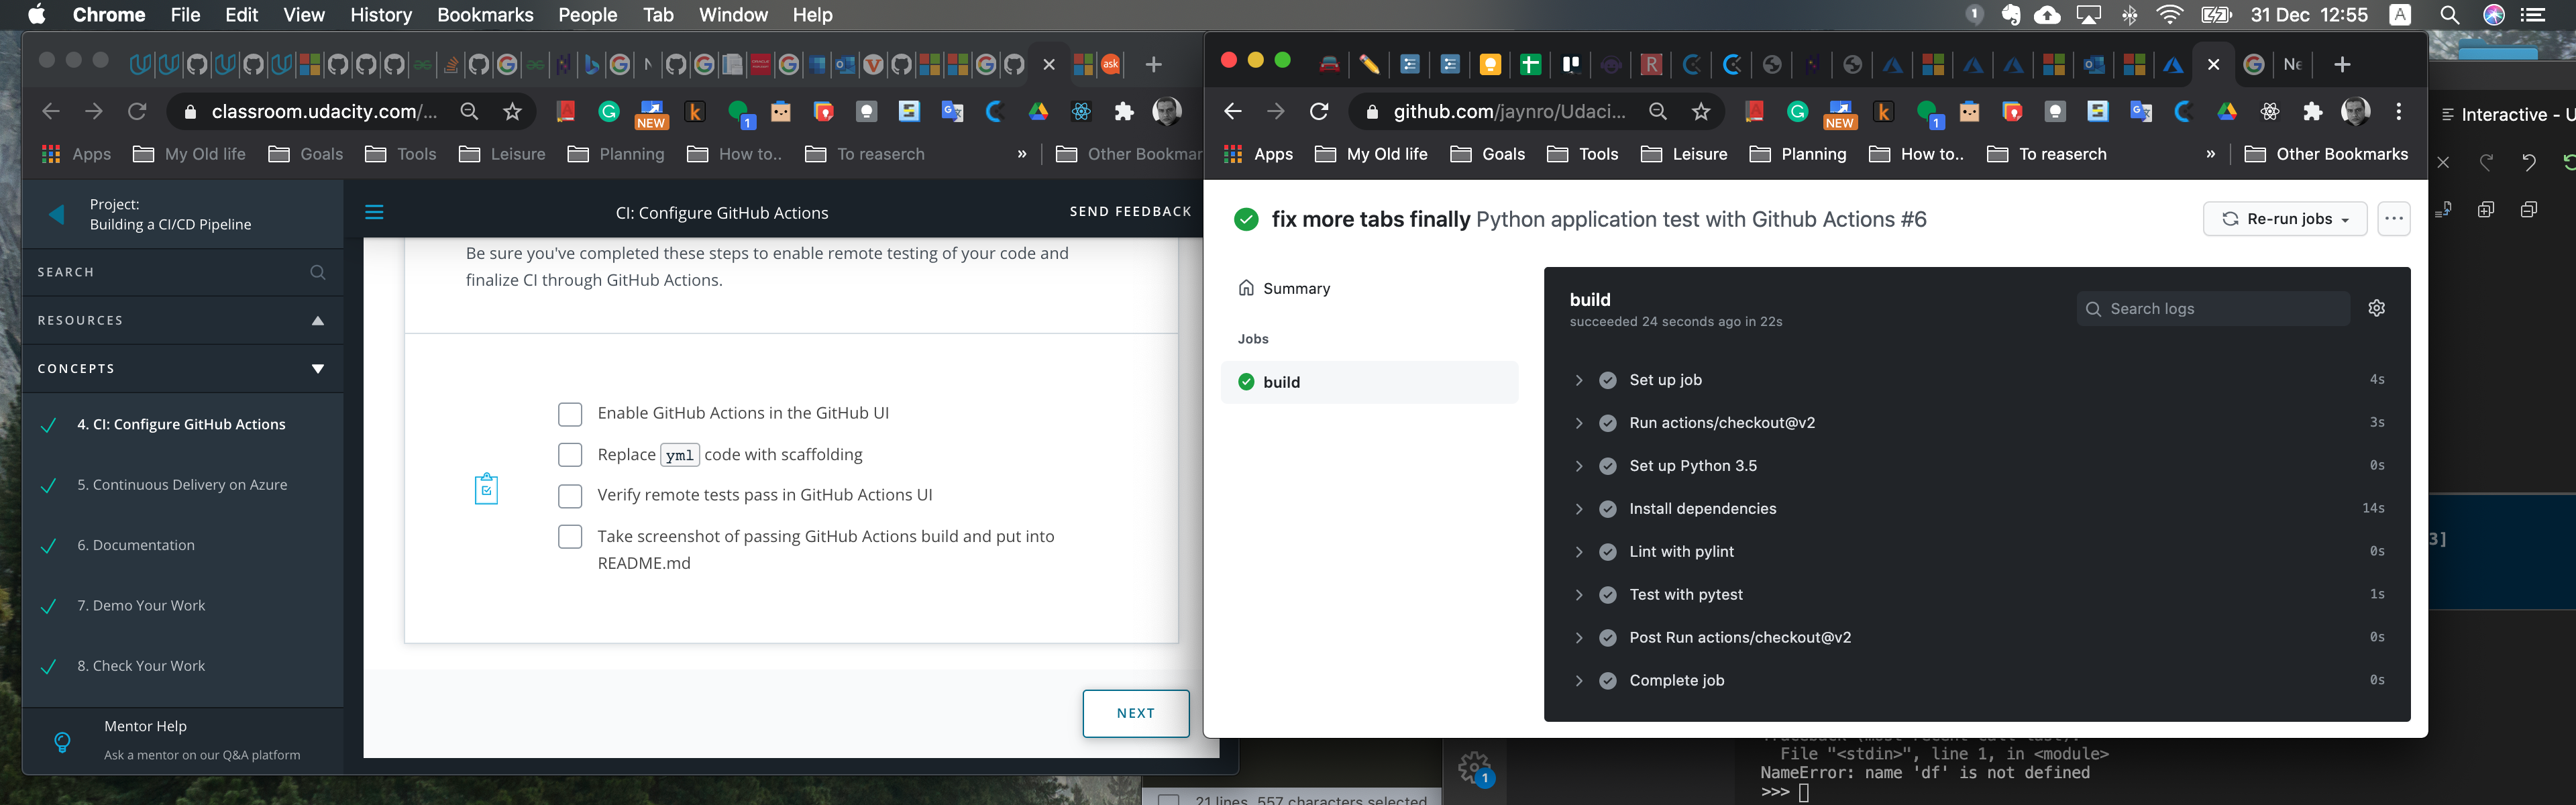 Chrome File Edit View History Bookmarks People Tab Window Help
1
31 Dec 12:55
A
ask
classroom.udacity.com/...
NEW
k
1
Apps My Old life Goals Tools Leisure Planning How to.. To reaserch » Other Bookmar
Project:
Building a CI/CD Pipeline
SEARCH
RESOURCES
CONCEPTS
4. CI: Configure GitHub Actions
5. Continuous Delivery on Azure
6. Documentation
7. Demo Your Work
8. Check Your Work
Mentor Help
Ask a mentor on our Q&A platform
CI: Configure GitHub Actions
SEND FEEDBACK
Be sure you've completed these steps to enable remote testing of your code and
finalize CI through GitHub Actions.
Enable GitHub Actions in the GitHub UI
Replace yml code with scaffolding
Verify remote tests pass in GitHub Actions UI
Take screenshot of passing GitHub Actions build and put into
README.md
NEXT
github.com/jaynro/Udaci...
NEW
k
1
Apps My Old life Goals Tools Leisure Planning How to.. To reaserch » Other Bookmarks
fix more tabs finally Python application test with Github Actions #6
Re-run jobs
Summary
Jobs
build
build
succeeded 24 seconds ago in 22s
Search logs
Set up job 4s
Run actions/checkout@v2 3s
Set up Python 3.5 0s
Install dependencies 14s
Lint with pylint 0s
Test with pytest 1s
Post Run actions/checkout@v2 0s
Complete job 0s
Interactive - U
3]
File "<stdin>", line 1, in <module>
NameError: name 'df' is not defined
>>>
1
21 lines, 557 characters selected